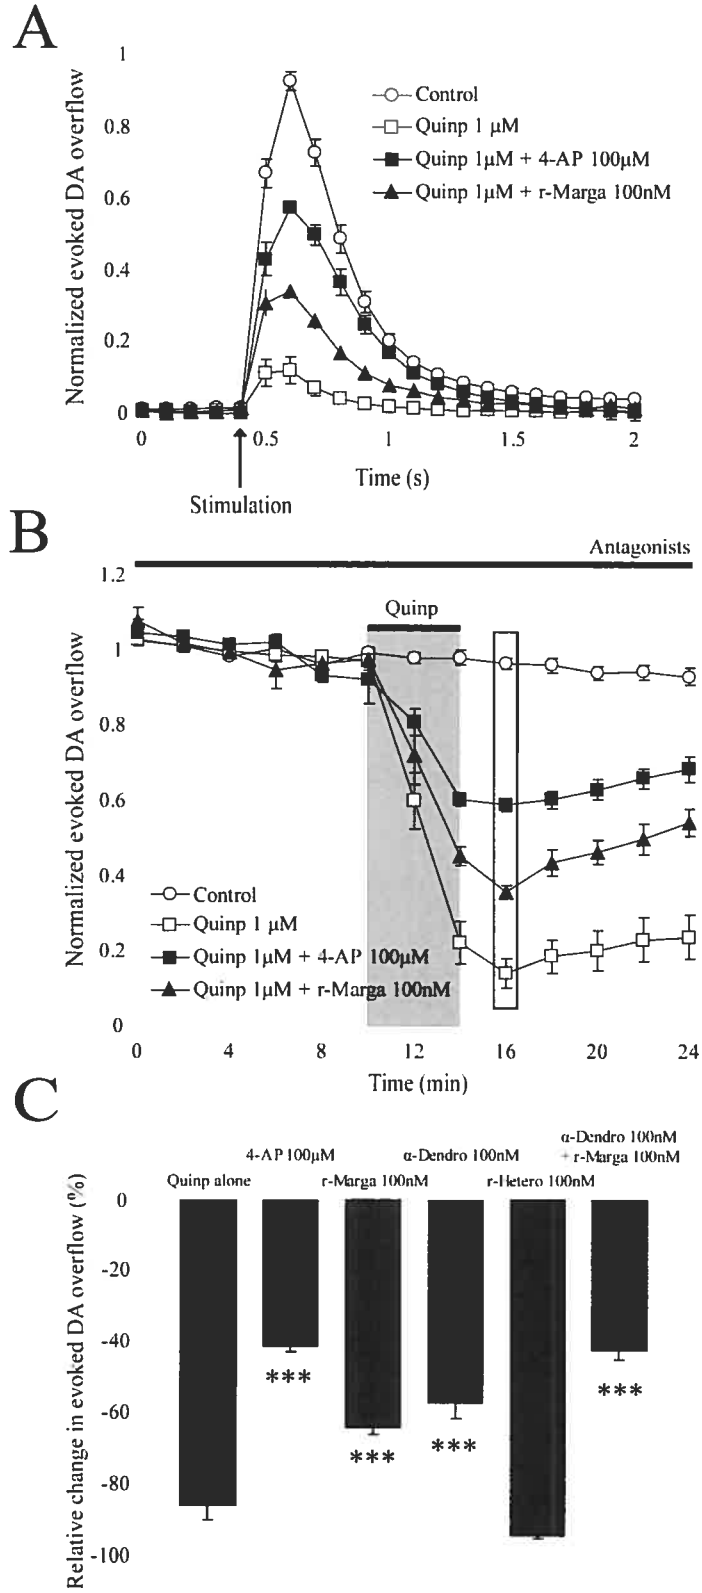 A
Normalized evoked DA overflow
1
0.8
0.6
0.4
0.2
0
Control
Quinp 1 μM
Quinp 1μM + 4-AP 100μM
Quinp 1μM + r-Marga 100nM
0 0.5 1 1.5 2
Time (s)
Stimulation
B
Antagonists
Quinp
Normalized evoked DA overflow
1.2
1
0.8
0.6
0.4
0.2
0
Control
Quinp 1 μM
Quinp 1μM + 4-AP 100μM
Quinp 1μM + r-Marga 100nM
0 4 8 12 16 20 24
Time (min)
C
α-Dendro 100nM
4-AP 100μM α-Dendro 100nM + r-Marga 100nM
Quinp alone r-Marga 100nM r-Hetero 100nM
Relative change in evoked DA overflow (%)
0
-20
-40
-60
-80
-100
*** *** *** ***